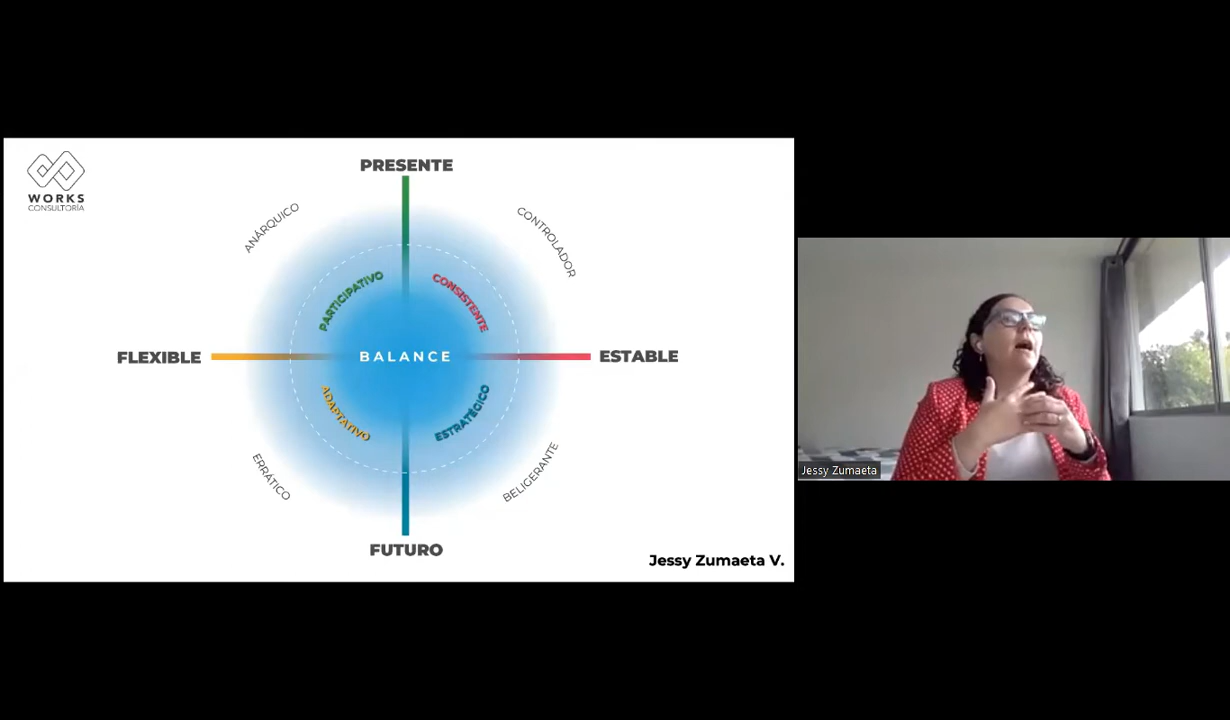 WORKS
CONSULTORÍA
PRESENTE
ANÁRQUICO
CONTROLADOR
PARTICIPATIVO
CONSISTENTE
FLEXIBLE
BALANCE
ESTABLE
ADAPTATIVO
ESTRATÉGICO
ERRÁTICO
BELIGERANTE
FUTURO
Jessy Zumaeta V.
Jessy Zumaeta